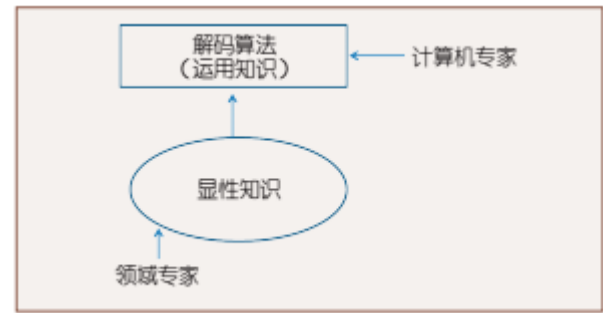 解码算法
（运用知识）
计算机专家
显性知识
领域专家